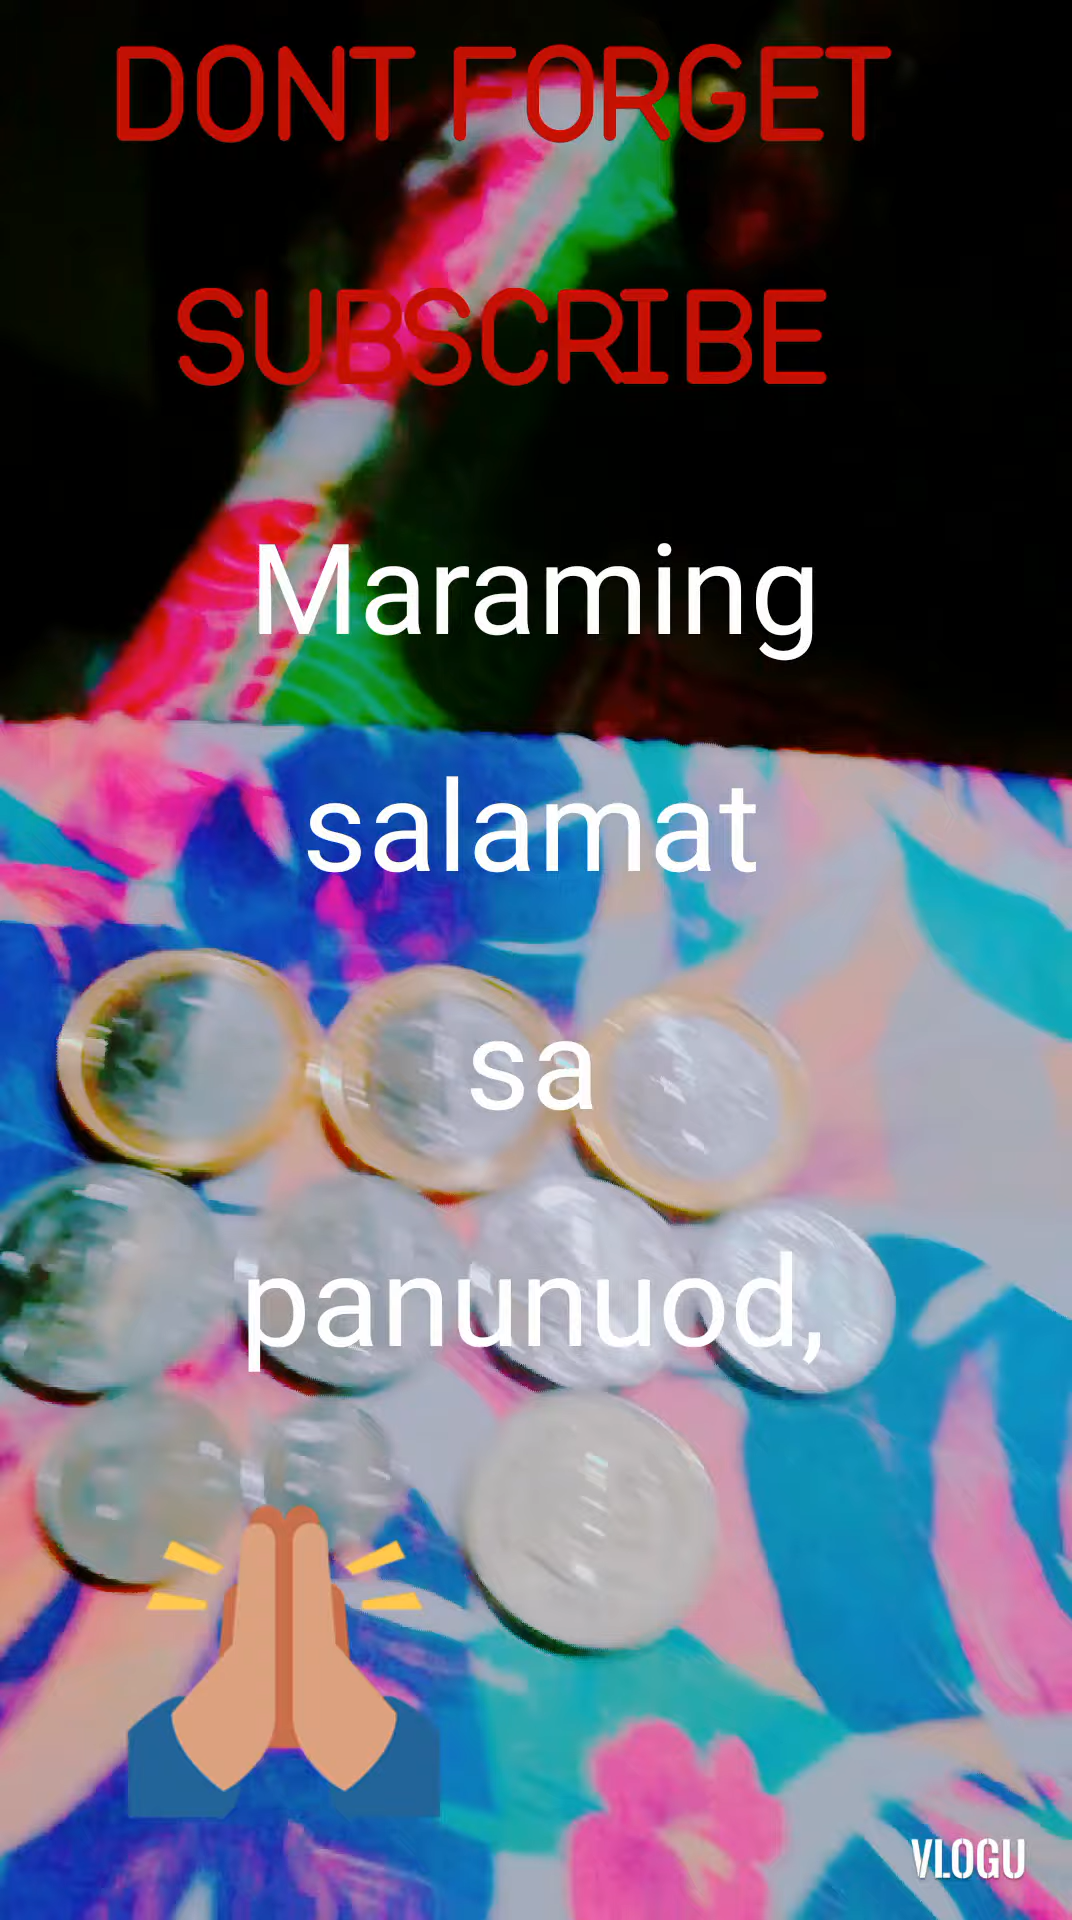 DONT FORGET
SUBSCRIBE
Maraming
salamat
sa
panunuod,
VLOGU